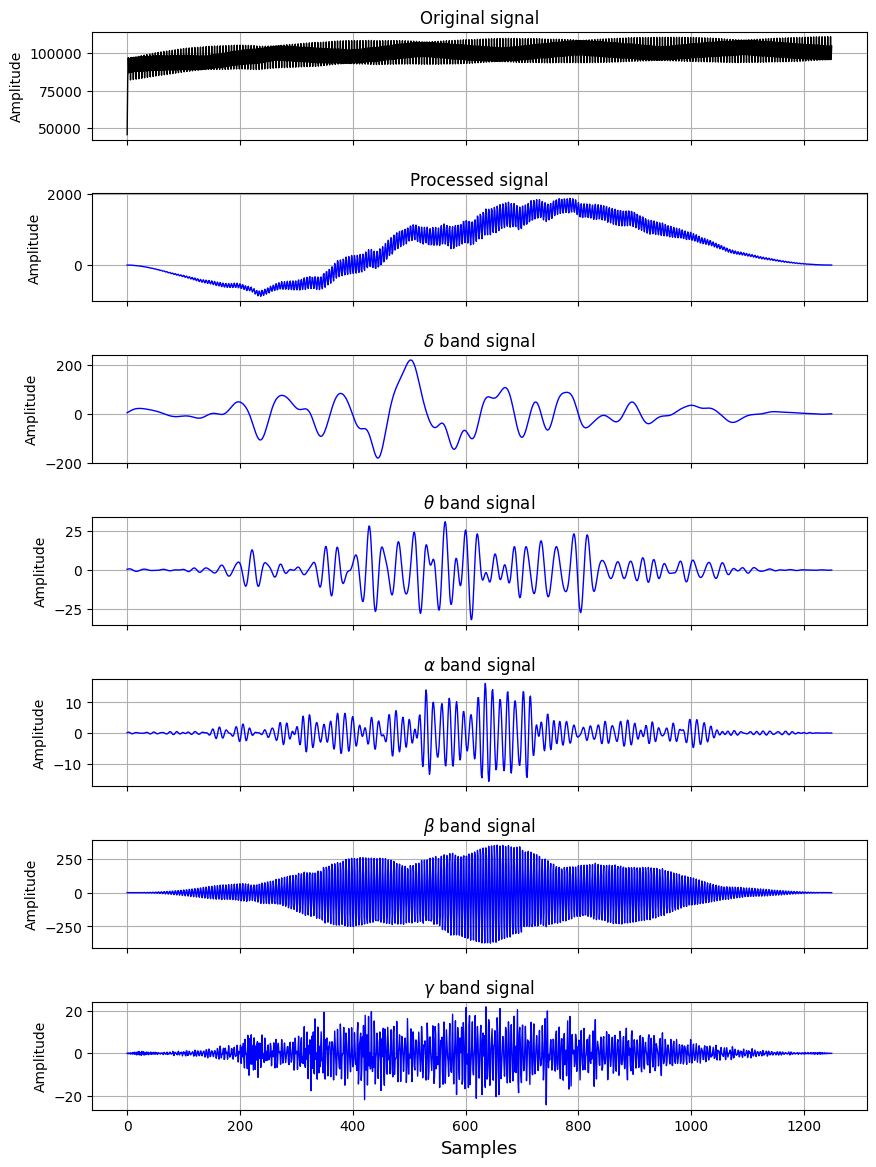 Original signal
100000
75000
50000
Amplitude
Processed signal
2000
0
Amplitude
δ band signal
200
0
−200
Amplitude
θ band signal
25
0
−25
Amplitude
α band signal
10
0
−10
Amplitude
β band signal
250
0
−250
Amplitude
γ band signal
20
0
−20
Amplitude
0 200 400 600 800 1000 1200
Samples